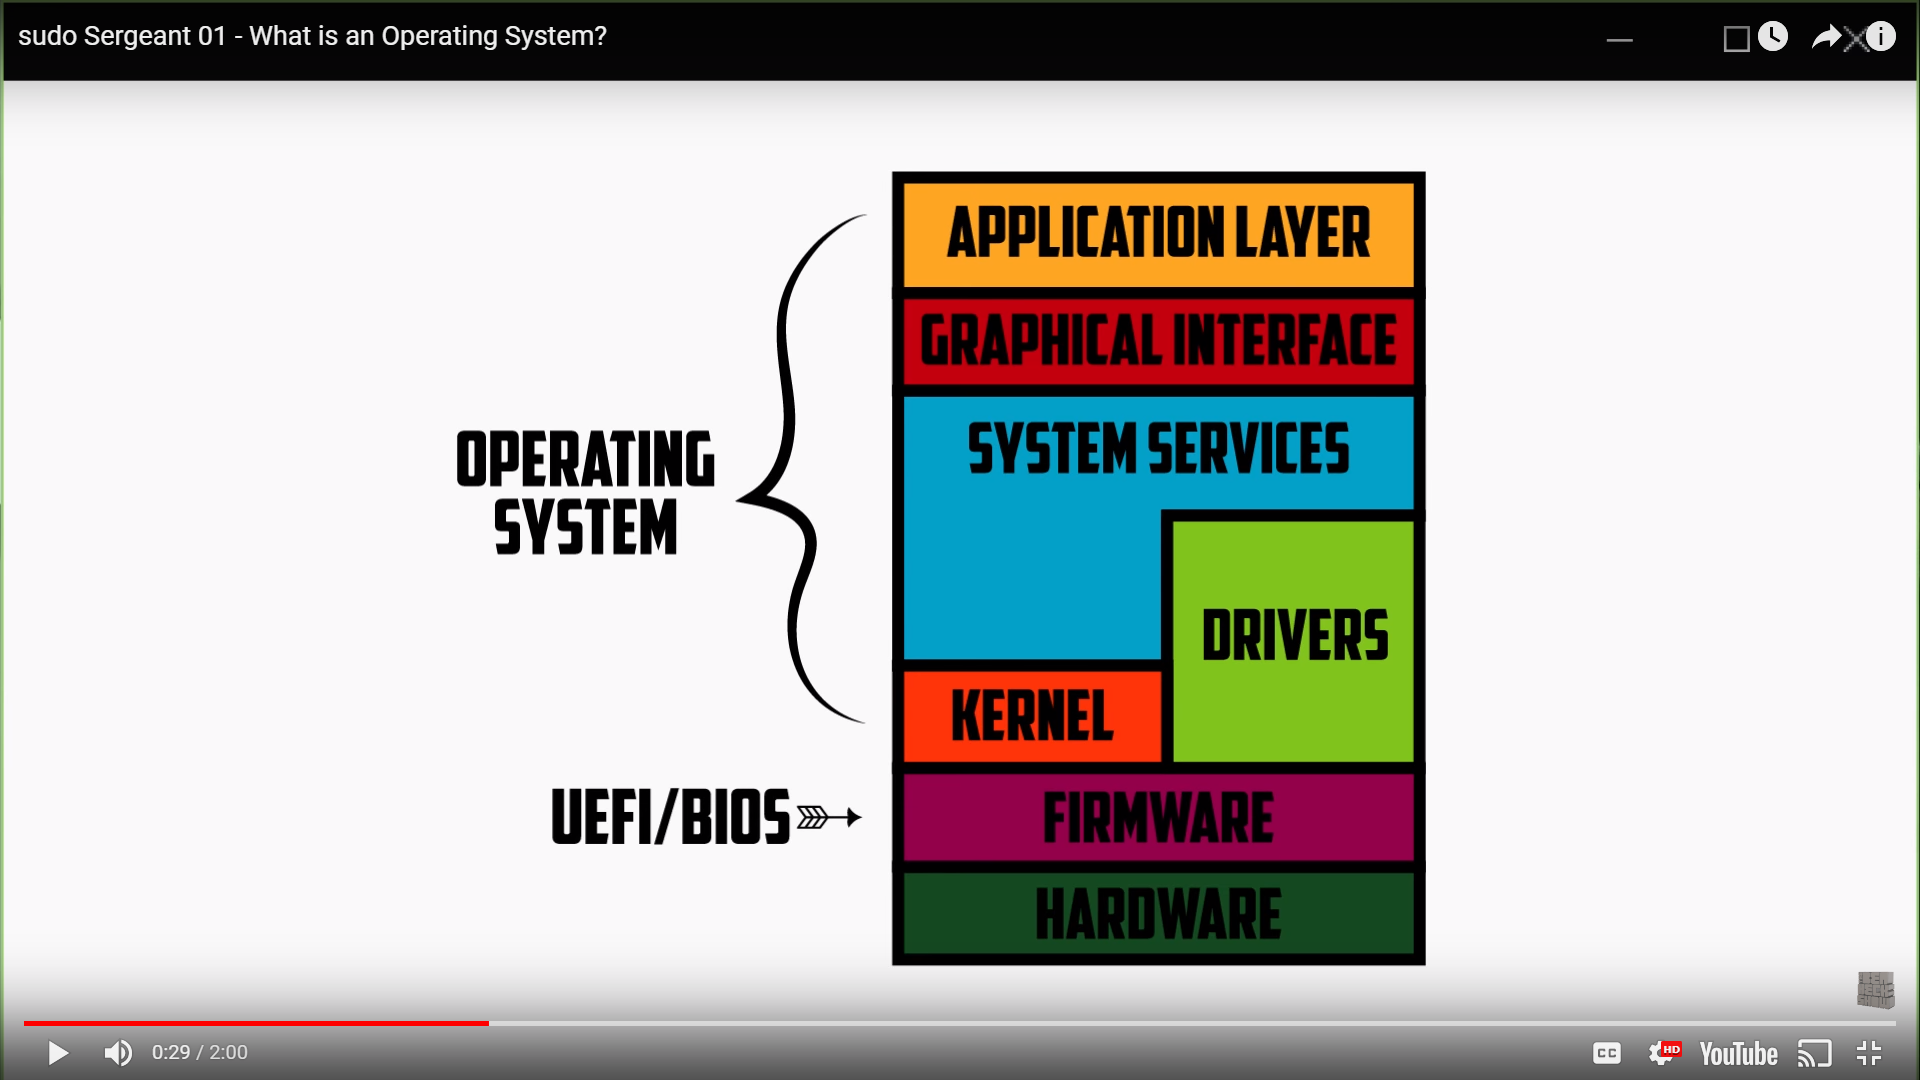 sudo Sergeant 01 - What is an Operating System?
APPLICATION LAYER
GRAPHICAL INTERFACE
SYSTEM SERVICES
OPERATING
SYSTEM
DRIVERS
KERNEL
UEFI/BIOS
FIRMWARE
HARDWARE
0:29 / 2:00
CC
HD
YouTube